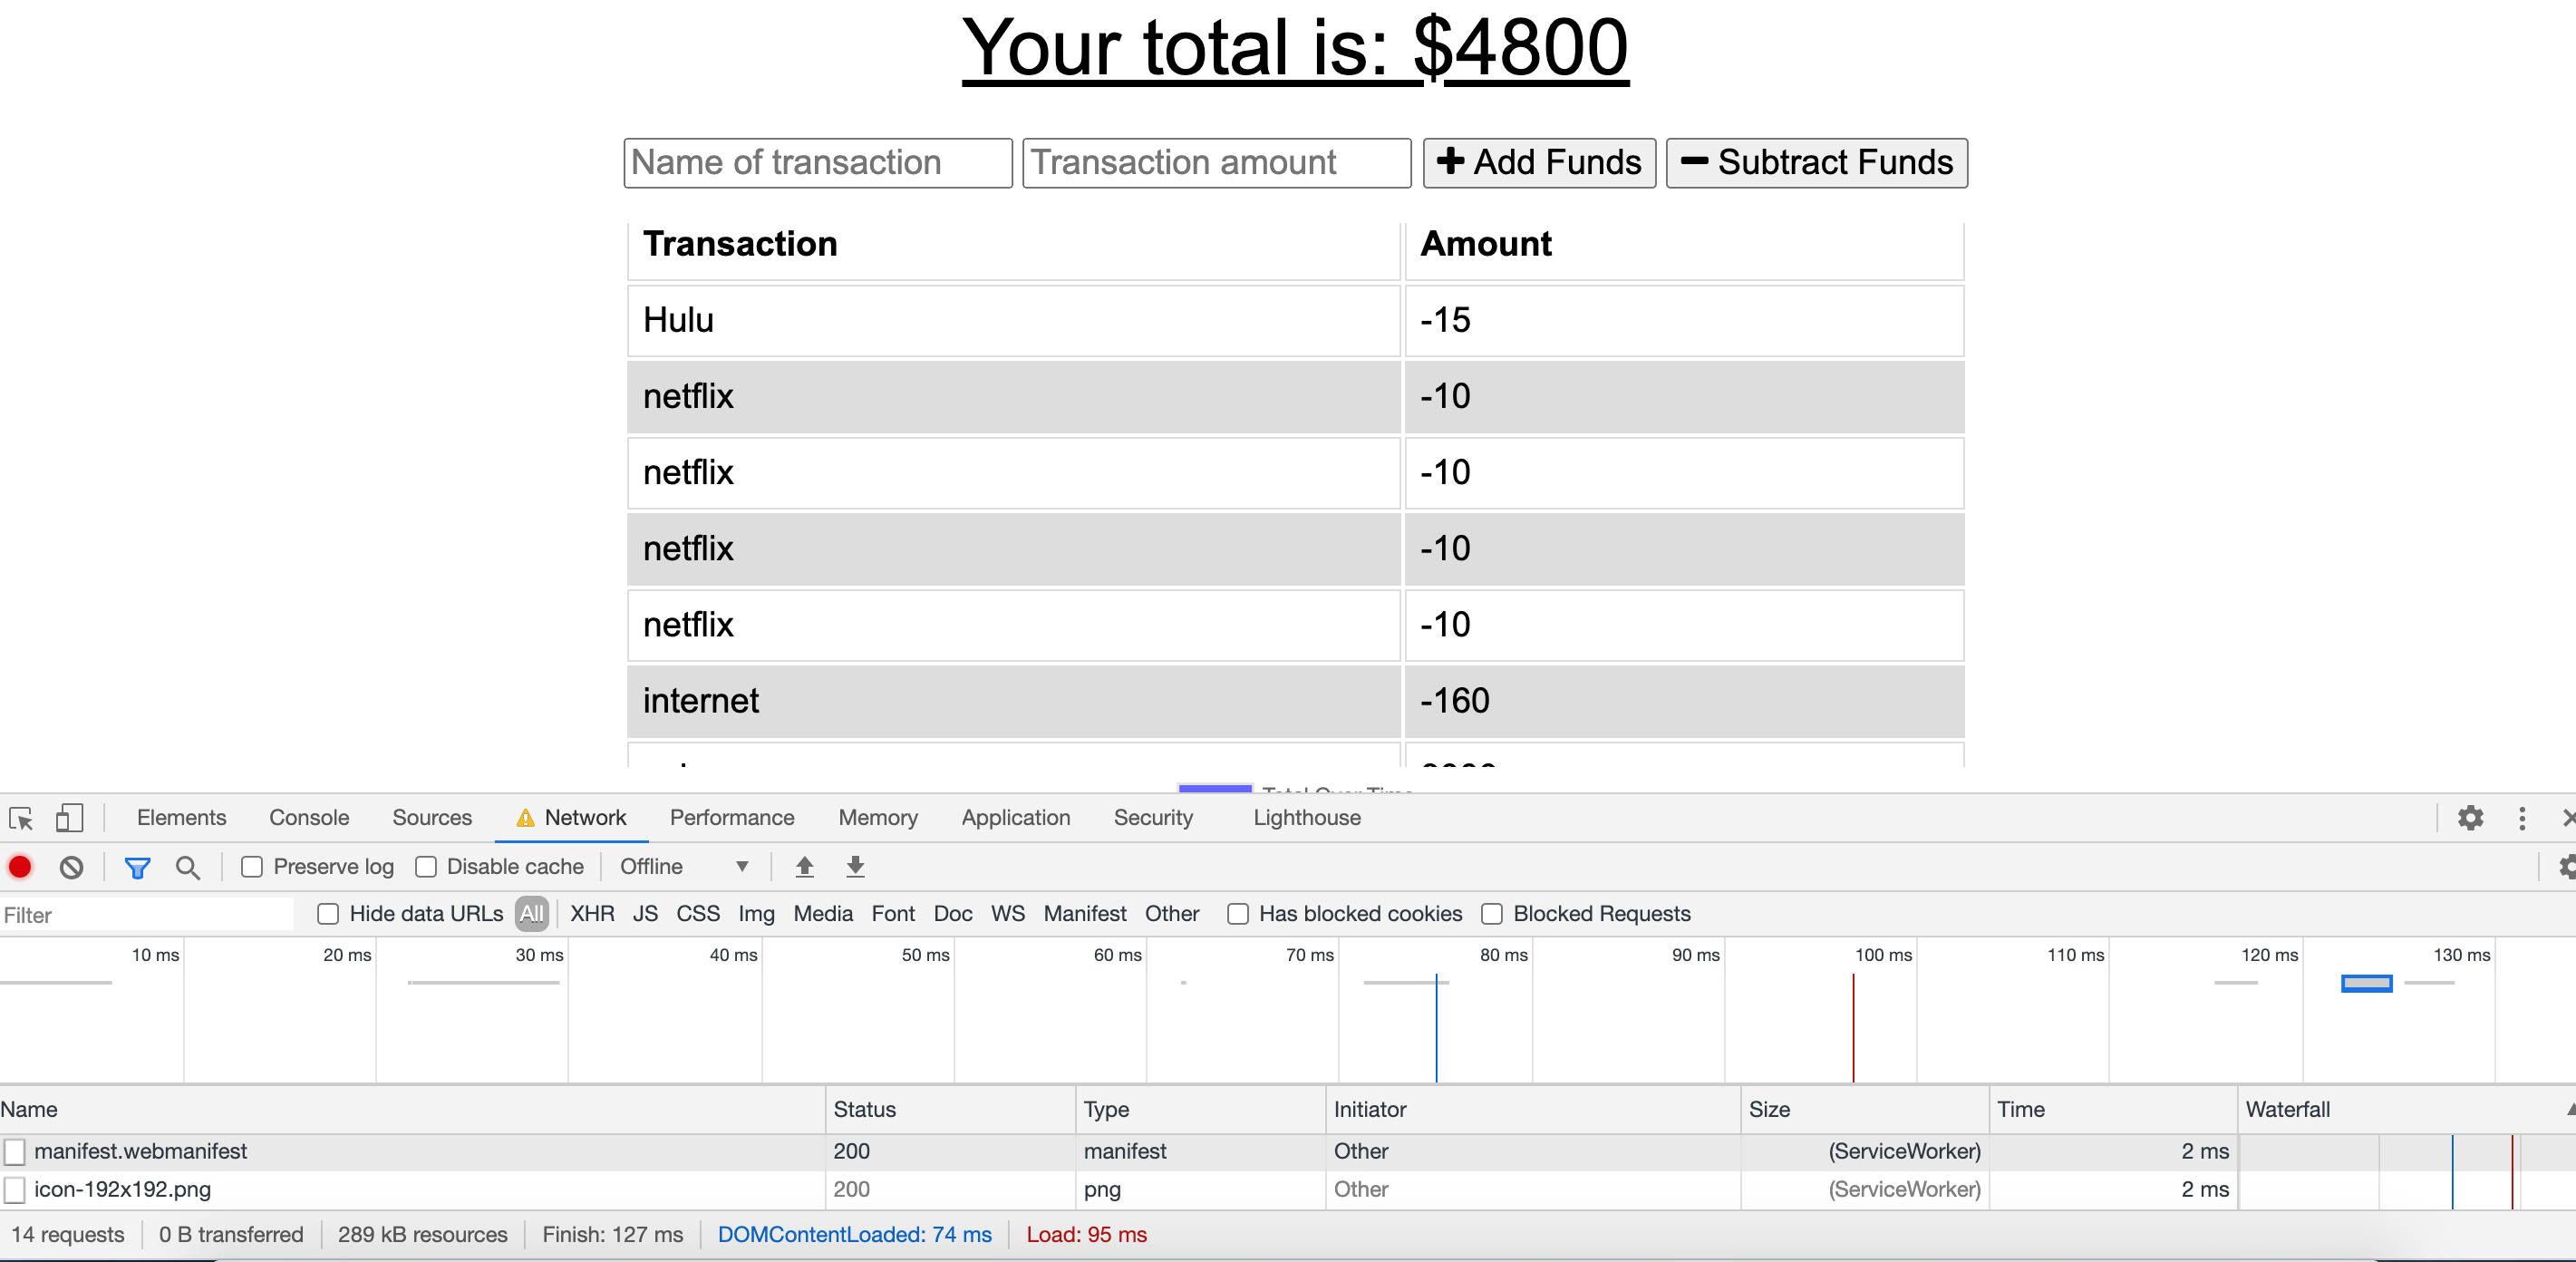 Your total is: $4800
Name of transaction Transaction amount Add Funds Subtract Funds
Transaction Amount
Hulu -15
netflix -10
netflix -10
netflix -10
netflix -10
internet -160
Total Over Time
Elements Console Sources Network Performance Memory Application Security Lighthouse
Preserve log Disable cache Offline
Filter Hide data URLs All XHR JS CSS Img Media Font Doc WS Manifest Other Has blocked cookies Blocked Requests
10 ms 20 ms 30 ms 40 ms 50 ms 60 ms 70 ms 80 ms 90 ms 100 ms 110 ms 120 ms 130 ms
Name Status Type Initiator Size Time Waterfall
manifest.webmanifest 200 manifest Other (ServiceWorker) 2 ms
icon-192x192.png 200 png Other (ServiceWorker) 2 ms
14 requests 0 B transferred 289 kB resources Finish: 127 ms DOMContentLoaded: 74 ms Load: 95 ms